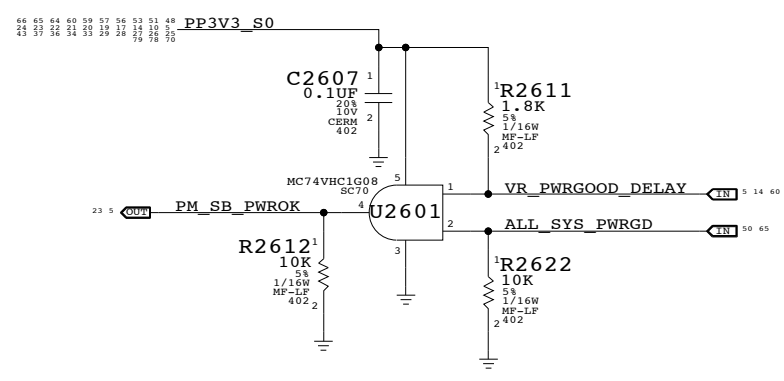 66 65 64 60 59 57 56 53 51 48
24 23 22 21 20 19 17 14 10 5
43 37 36 34 33 29 28 27 26 25
79 78 70
PP3V3_S0
C2607
0.1UF
20%
10V
CERM
402
1
2
1
R2611
1.8K
5%
1/16W
MF-LF
402
2
MC74VHC1G08
SC70
5
1
VR_PWRGOOD_DELAY
IN
5 14 60
23 5
OUT
PM_SB_PWROK
4
U2601
2
ALL_SYS_PWRGD
IN
50 65
3
R2612
1
10K
5%
1/16W
MF-LF
402
2
1
R2622
10K
5%
1/16W
MF-LF
402
2